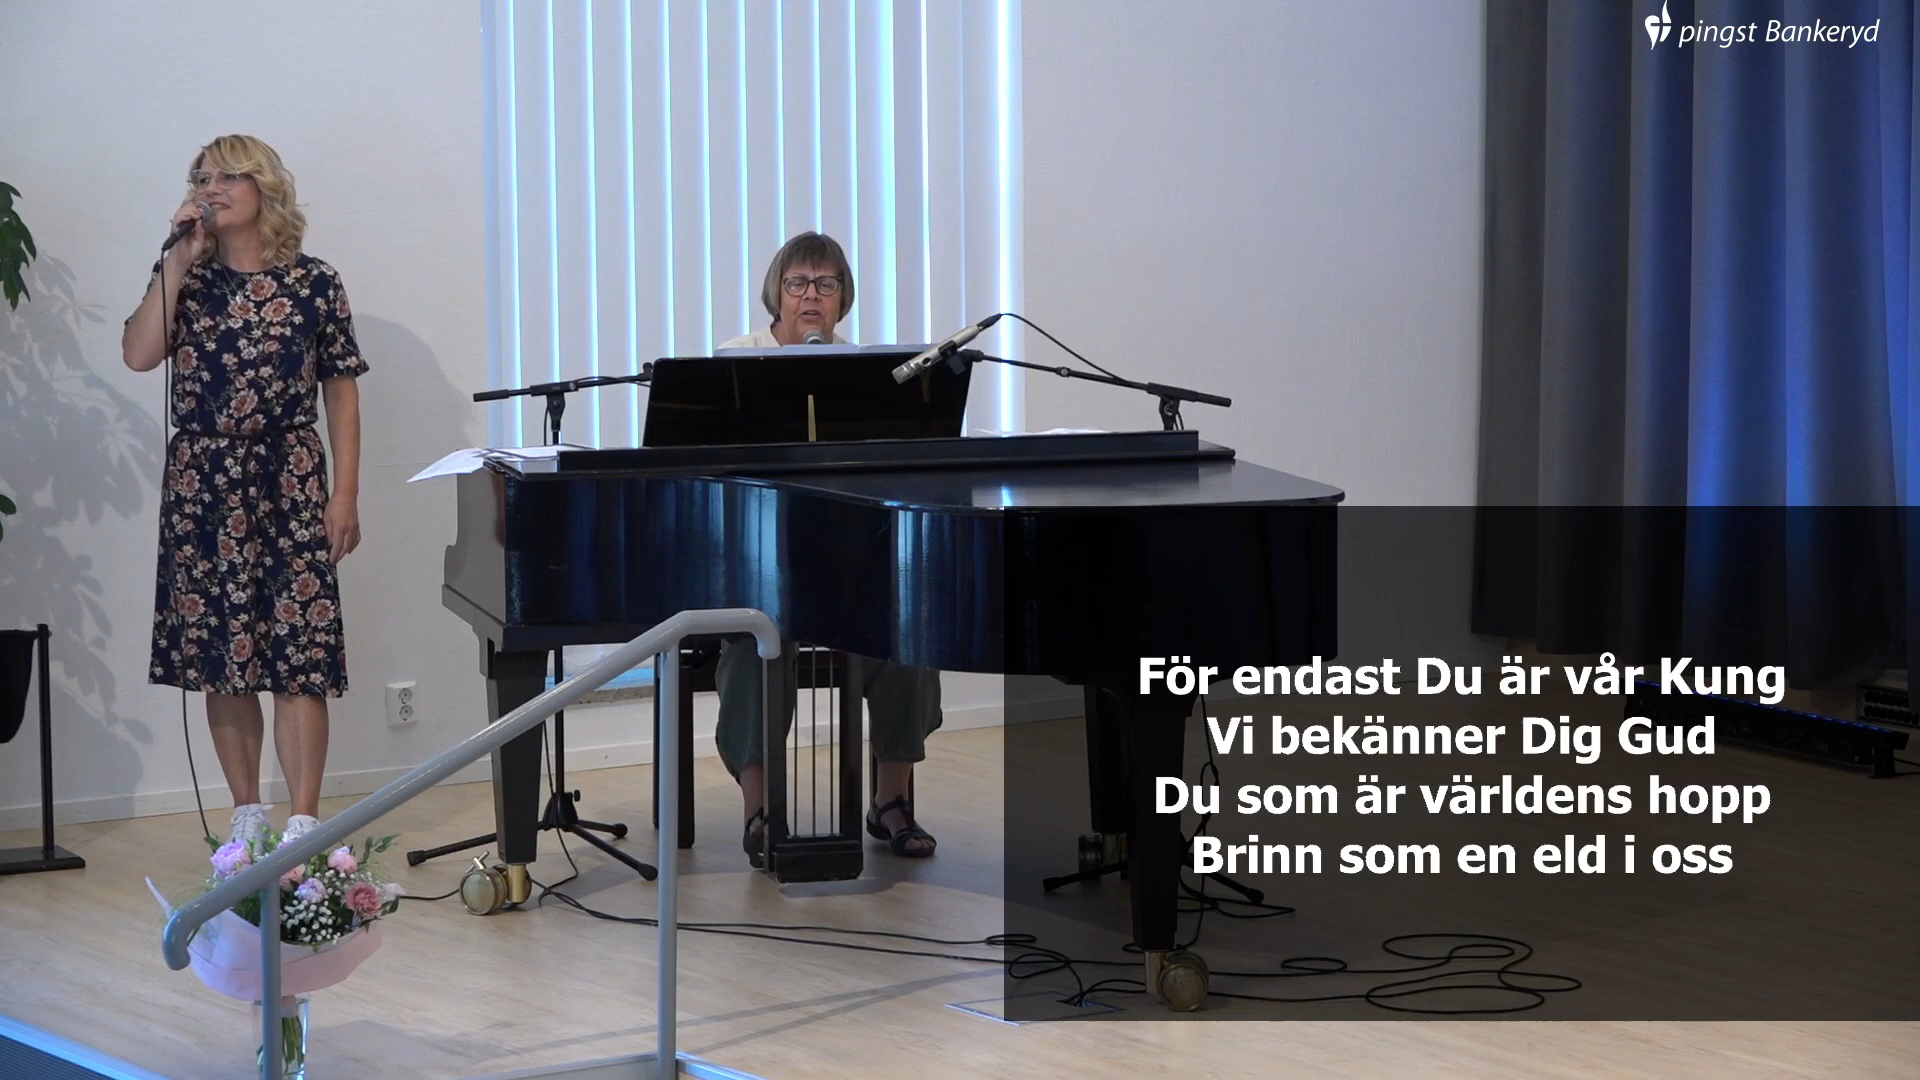 pingst Bankeryd
För endast Du är vår Kung
Vi bekänner Dig Gud
Du som är världens hopp
Brinn som en eld i oss